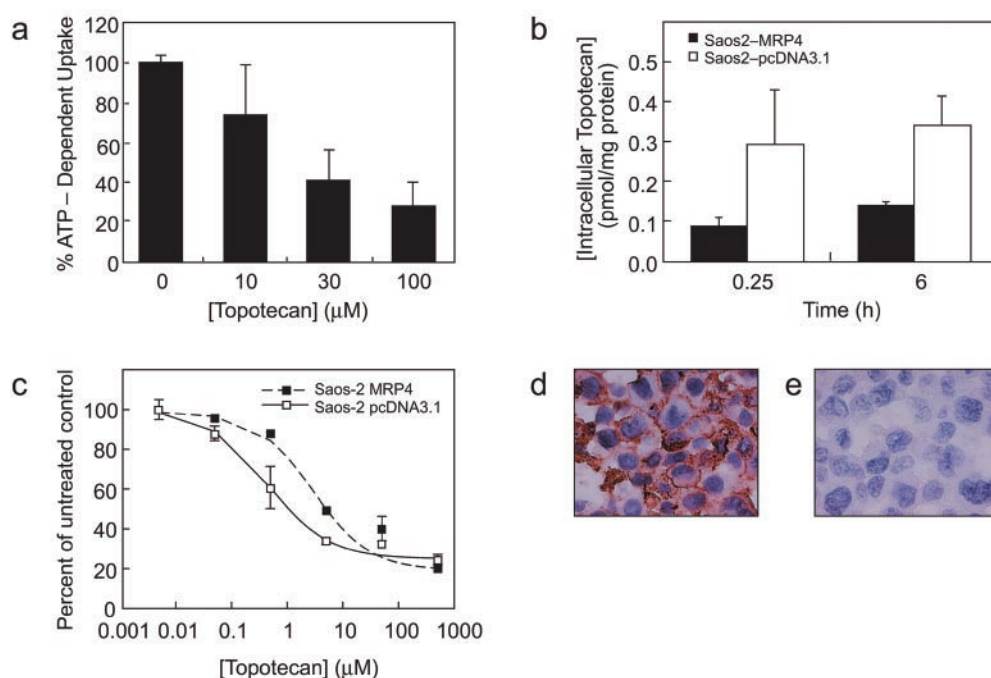 a
% ATP – Dependent Uptake
120
100
80
60
40
20
0
0 10 30 100
[Topotecan] (μM)
b
[Intracellular Topotecan]
(pmol/mg protein)
Saos2–MRP4
Saos2–pcDNA3.1
0.5
0.4
0.3
0.2
0.1
0.0
0.25 6
Time (h)
c
Percent of untreated control
Saos-2 MRP4
Saos-2 pcDNA3.1
100
80
60
40
20
0
0.001 0.01 0.1 1 10 100 1000
[Topotecan] (μM)
d
e